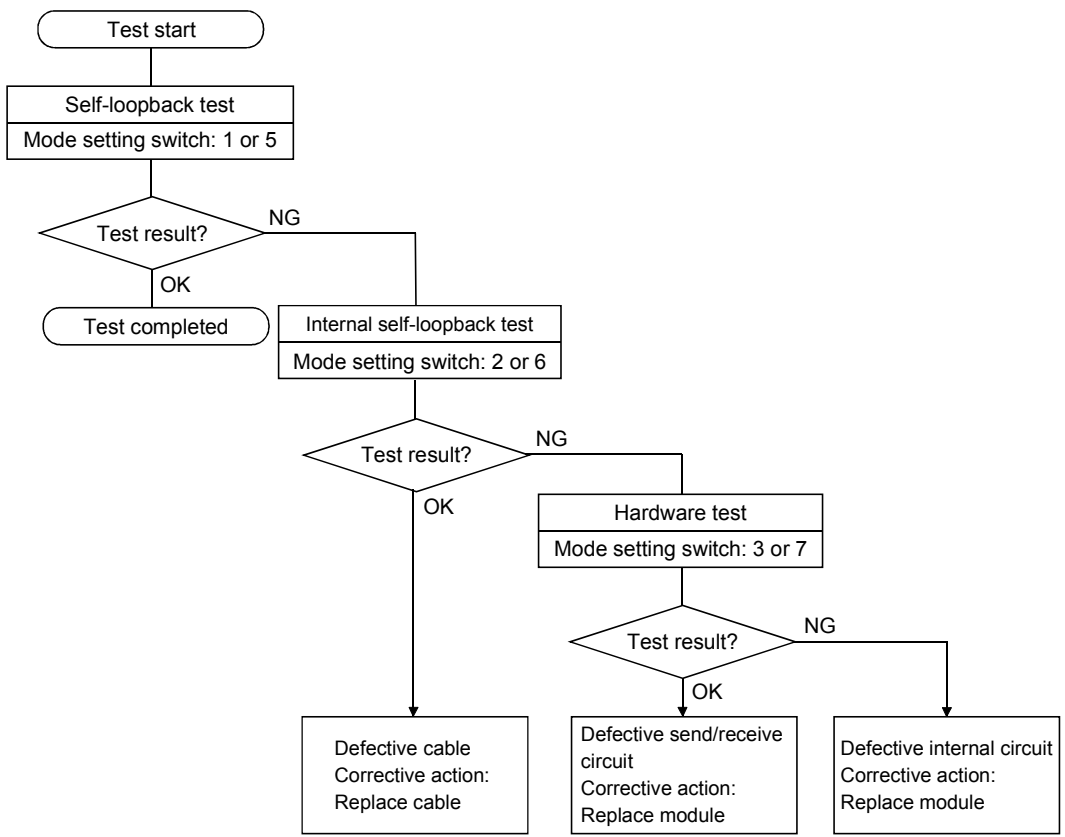 Test start
Self-loopback test
Mode setting switch: 1 or 5
Test result?
NG
OK
Test completed
Internal self-loopback test
Mode setting switch: 2 or 6
Test result?
NG
OK
Hardware test
Mode setting switch: 3 or 7
Test result?
NG
OK
Defective cable
Corrective action:
Replace cable
Defective send/receive
circuit
Corrective action:
Replace module
Defective internal circuit
Corrective action:
Replace module